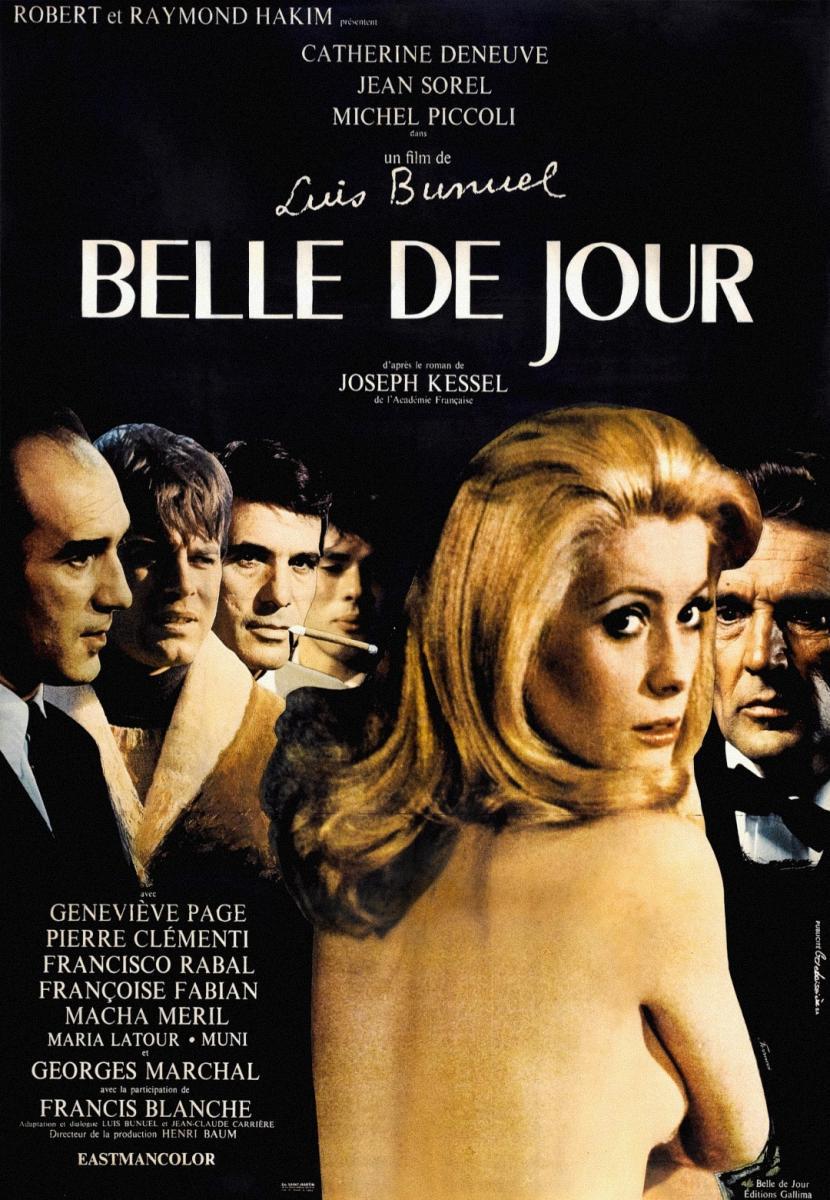 ROBERT et RAYMOND HAKIM présentent
CATHERINE DENEUVE
JEAN SOREL
MICHEL PICCOLI
dans
un film de
Luis Bunuel
BELLE DE JOUR
d'après le roman de
JOSEPH KESSEL
de l'Académie Française
avec
GENEVIÈVE PAGE
PIERRE CLÉMENTI
FRANCISCO RABAL
FRANÇOISE FABIAN
MACHA MERIL
MARIA LATOUR • MUNI
et
GEORGES MARCHAL
avec la participation de
FRANCIS BLANCHE
Adaptation et dialogue LUIS BUNUEL et JEAN-CLAUDE CARRIÈRE
Directeur de la production HENRI BAUM
EASTMANCOLOR
PUBLICITÉ
Belle de Jour
Éditions Gallima